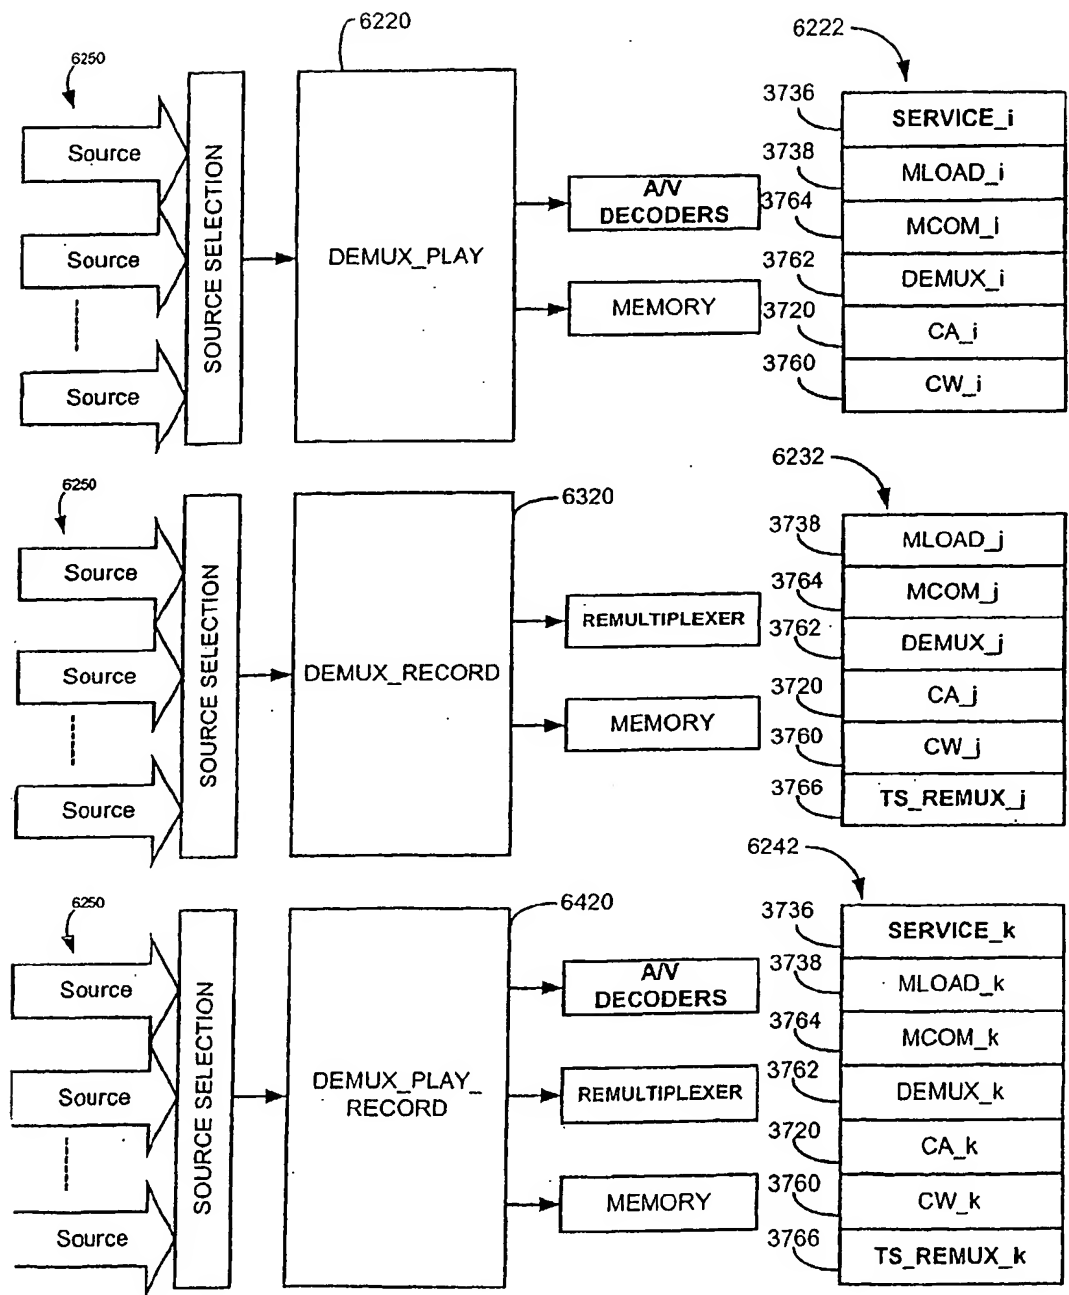 6220
6222
6250
Source
Source
Source
SOURCE SELECTION
DEMUX_PLAY
A/V
DECODERS
MEMORY
3736
SERVICE_i
3738
MLOAD_i
3764
MCOM_i
3762
DEMUX_i
3720
CA_i
3760
CW_i
6250
Source
Source
Source
SOURCE SELECTION
6320
DEMUX_RECORD
REMULTIPLEXER
MEMORY
6232
3738
MLOAD_j
3764
MCOM_j
3762
DEMUX_j
3720
CA_j
3760
CW_j
3766
TS_REMUX_j
6250
Source
Source
Source
SOURCE SELECTION
6420
DEMUX_PLAY_
RECORD
A/V
DECODERS
REMULTIPLEXER
MEMORY
6242
3736
SERVICE_k
3738
MLOAD_k
3764
MCOM_k
3762
DEMUX_k
3720
CA_k
3760
CW_k
3766
TS_REMUX_k